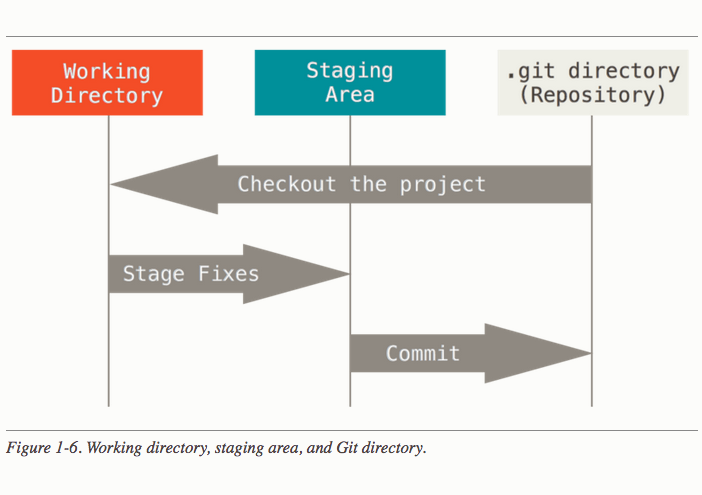 Working
Directory
Staging
Area
.git directory
(Repository)
Checkout the project
Stage Fixes
Commit
Figure 1-6. Working directory, staging area, and Git directory.